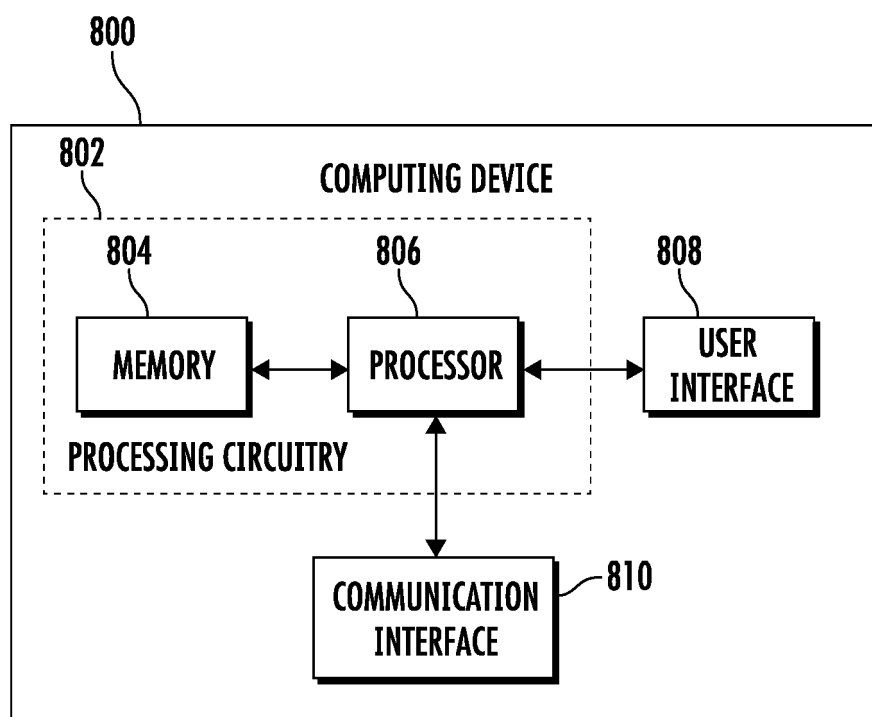 800
802
COMPUTING DEVICE
804
806
808
MEMORY
PROCESSOR
USER
INTERFACE
PROCESSING CIRCUITRY
COMMUNICATION
INTERFACE
810